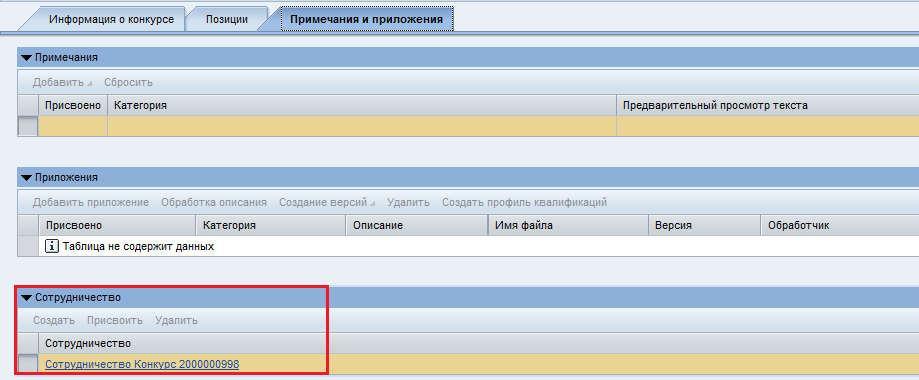 Информация о конкурсе Позиции Примечания и приложения
Примечания
Добавить Сбросить
Присвоено Категория Предварительный просмотр текста
Приложения
Добавить приложение Обработка описания Создание версий Удалить Создать профиль квалификаций
Присвоено Категория Описание Имя файла Версия Обработчик
Таблица не содержит данных
Сотрудничество
Создать Присвоить Удалить
Сотрудничество
Сотрудничество Конкурс 2000000998